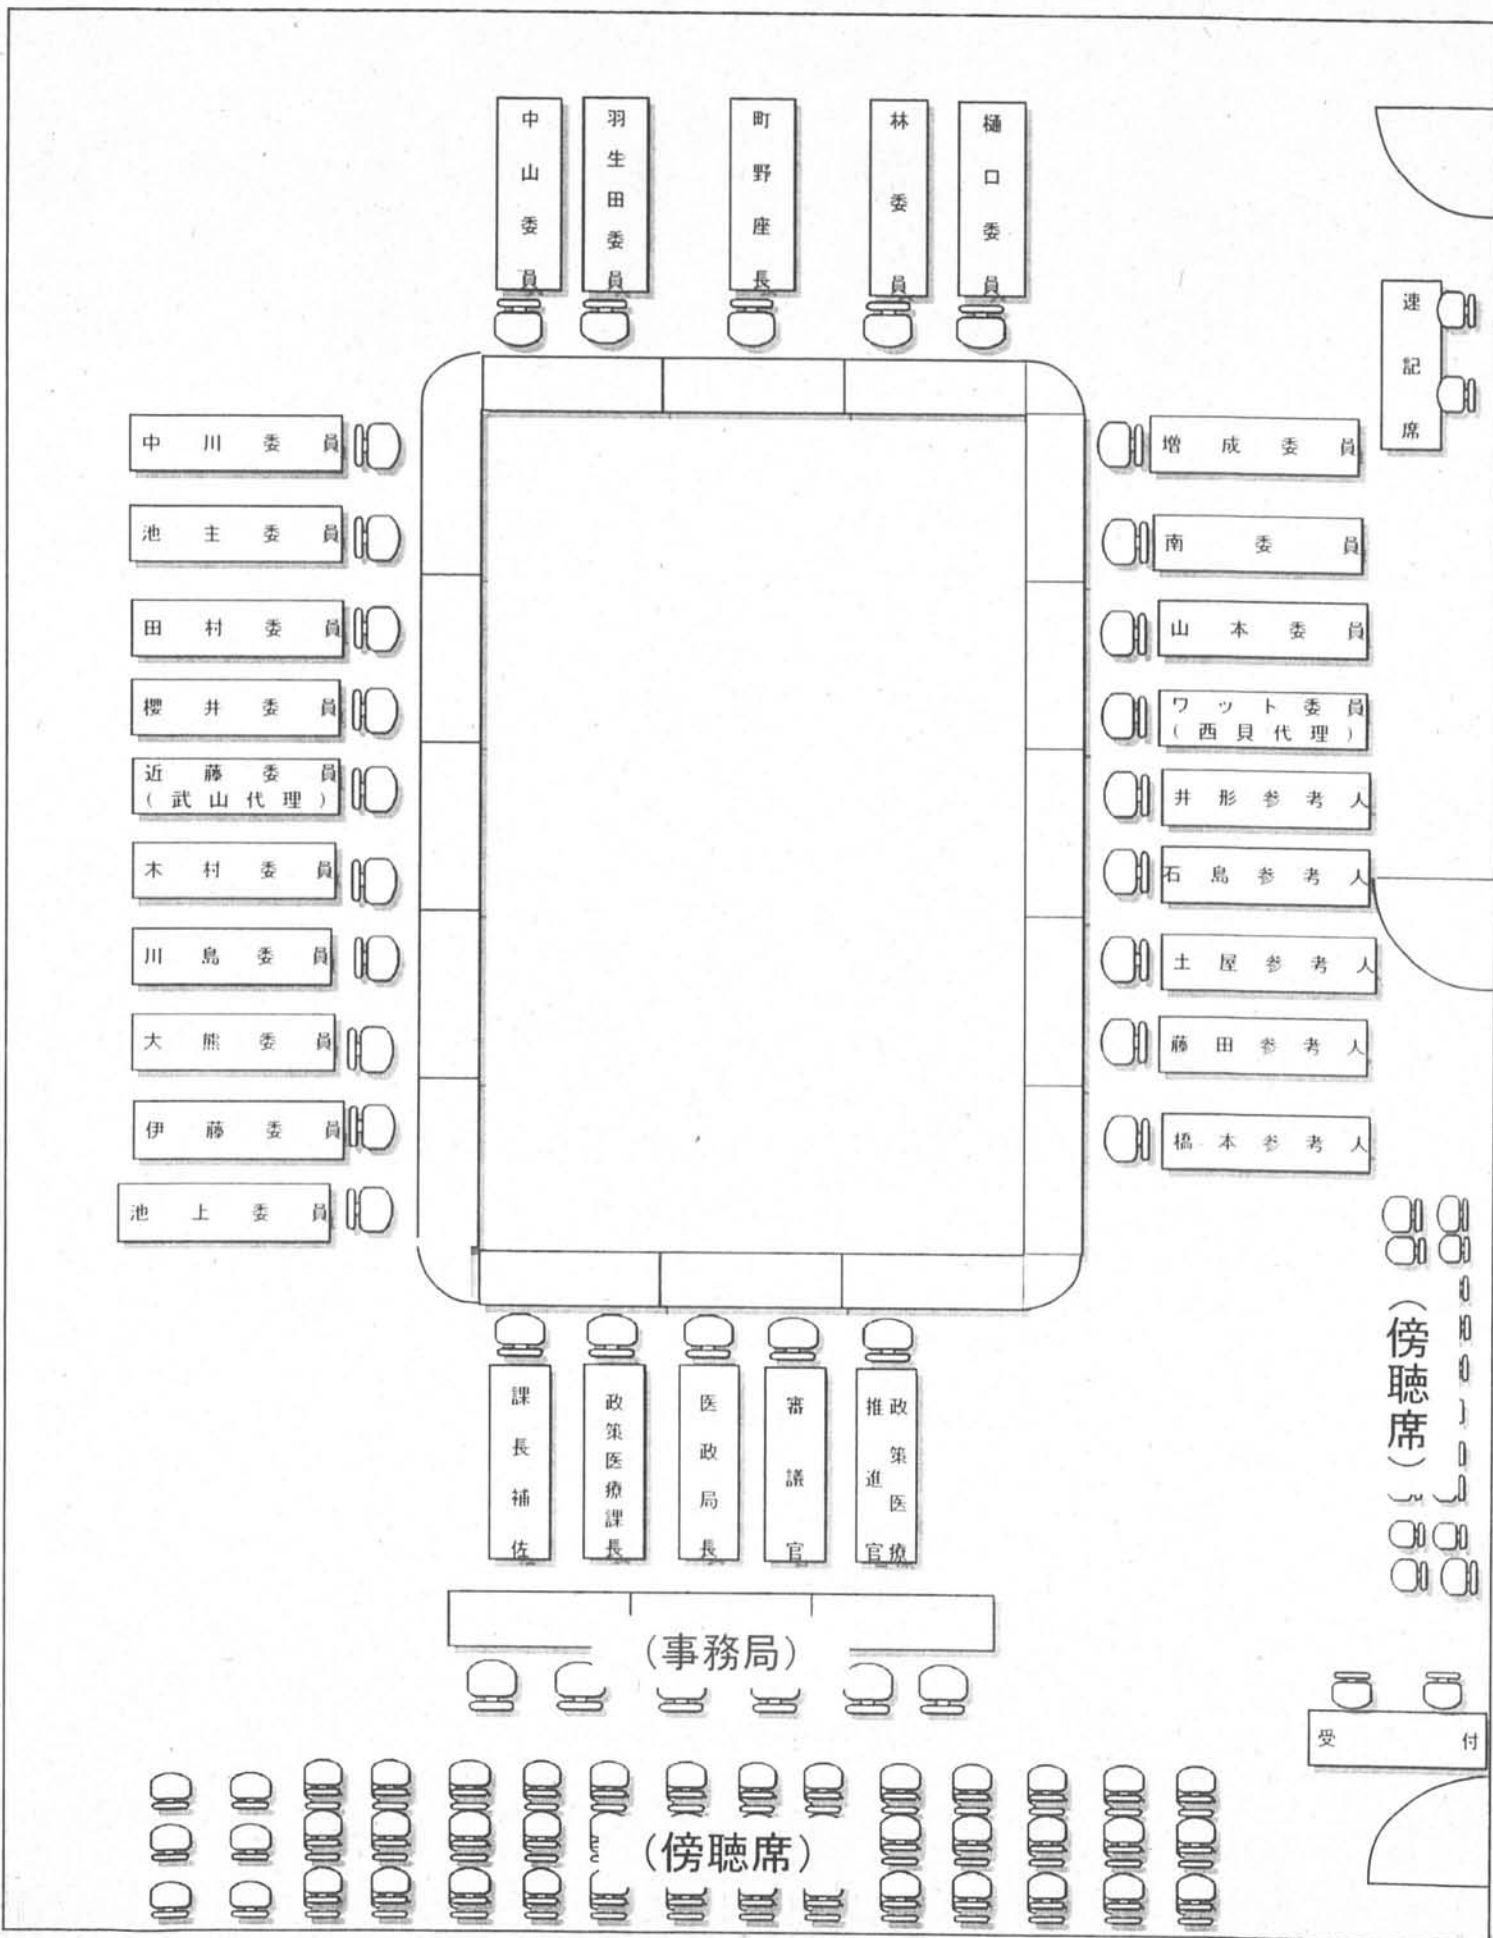 中山委員
羽生田委員
町野座長
林委員
樋口委員
速記席
中川委員
池主委員
田村委員
櫻井委員
近藤委員
(武山代理)
木村委員
川島委員
大熊委員
伊藤委員
池上委員
増成委員
南委員
山本委員
ワット委員
(西貝代理)
井形参考人
石島参考人
土屋参考人
藤田参考人
橋本参考人
(傍聴席)
課長補佐
政策医療課長
医政局長
審議官
政策医療
推進官
(事務局)
受付
(傍聴席)